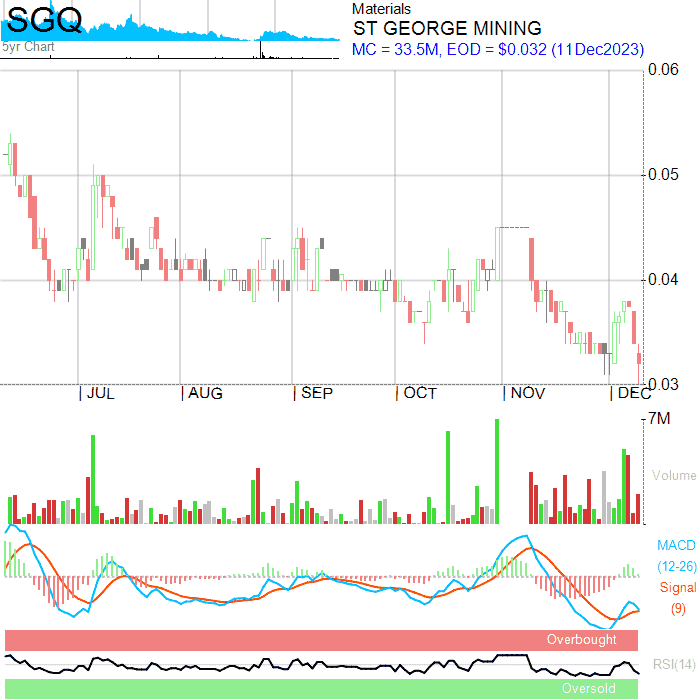 SGQ
5yr Chart
Materials
ST GEORGE MINING
MC = 33.5M, EOD = $0.032 (11Dec2023)
0.06
0.05
0.04
0.03
JUL
AUG
SEP
OCT
NOV
DEC
7M
Volume
MACD
(12-26)
Signal
(9)
Overbought
RSI(14)
Oversold